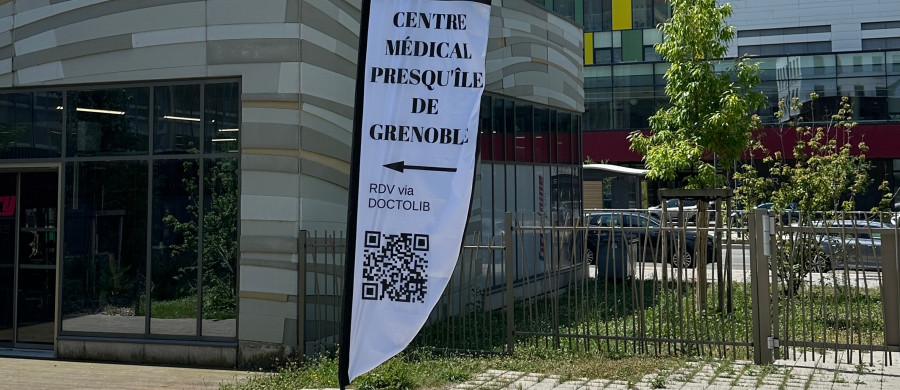 CENTRE
MÉDICAL
PRESQU'ÎLE
DE
GRENOBLE
RDV via
DOCTOLIB